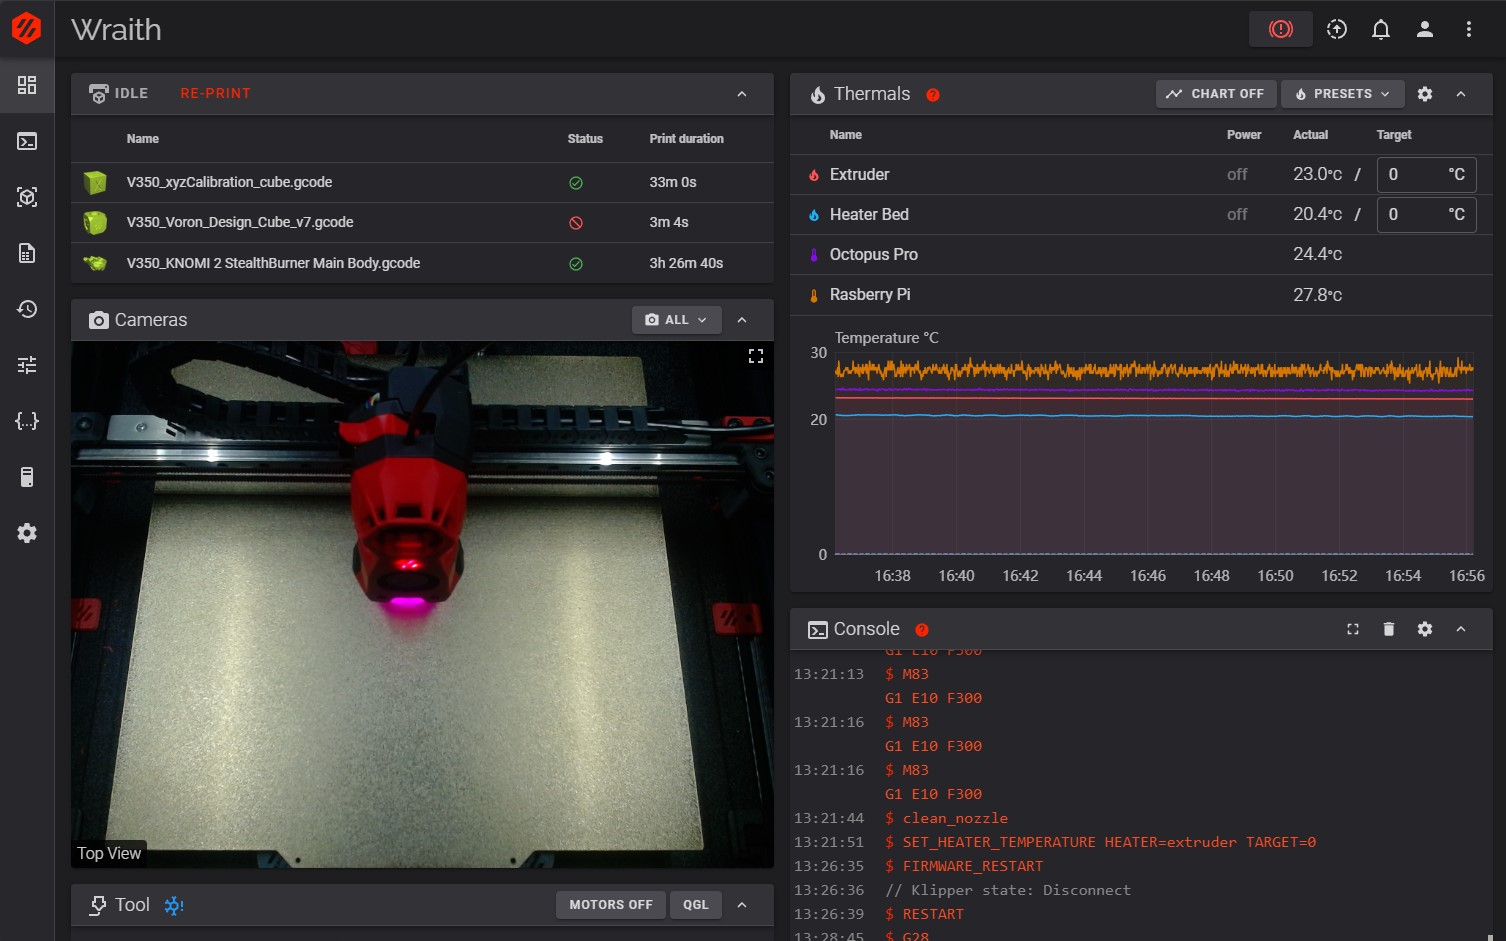 Wraith
IDLE RE-PRINT
Name Status Print duration
V350_xyzCalibration_cube.gcode 33m 0s
V350_Voron_Design_Cube_v7.gcode 3m 4s
V350_KNOMI 2 StealthBurner Main Body.gcode 3h 26m 40s
Cameras ALL
Top View
Tool ! MOTORS OFF QGL
Thermals ? CHART OFF PRESETS
Name Power Actual Target
Extruder off 23.0°C / 0 °C
Heater Bed off 20.4°C / 0 °C
Octopus Pro 24.4°C
Rasberry Pi 27.8°C
Temperature °C
30
20
0
16:38 16:40 16:42 16:44 16:46 16:48 16:50 16:52 16:54 16:56
Console ?
G1 E10 F300
13:21:13 $ M83
G1 E10 F300
13:21:16 $ M83
G1 E10 F300
13:21:16 $ M83
G1 E10 F300
13:21:44 $ clean_nozzle
13:21:51 $ SET_HEATER_TEMPERATURE HEATER=extruder TARGET=0
13:26:35 $ FIRMWARE_RESTART
13:26:36 // Klipper state: Disconnect
13:26:39 $ RESTART
13:28:45 $ G28